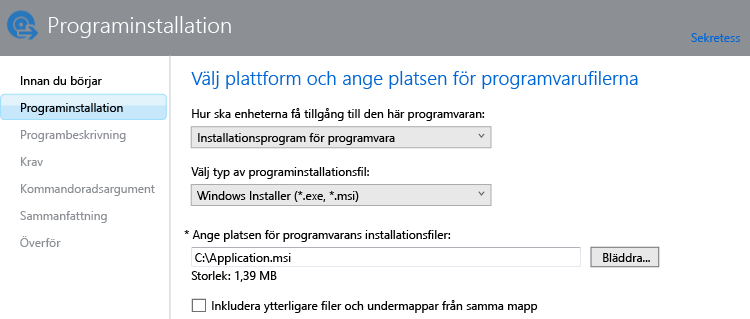 Programinstallation
Sekretess
Innan du börjar
Programinstallation
Programbeskrivning
Krav
Kommandoradsargument
Sammanfattning
Överför
Välj plattform och ange platsen för programvarufilerna
Hur ska enheterna få tillgång till den här programvaran:
Installationsprogram för programvara
Välj typ av programinstallationsfil:
Windows Installer (*.exe, *.msi)
* Ange platsen för programvarans installationsfiler:
C:\Application.msi
Bläddra...
Storlek: 1,39 MB
Inkludera ytterligare filer och undermappar från samma mapp